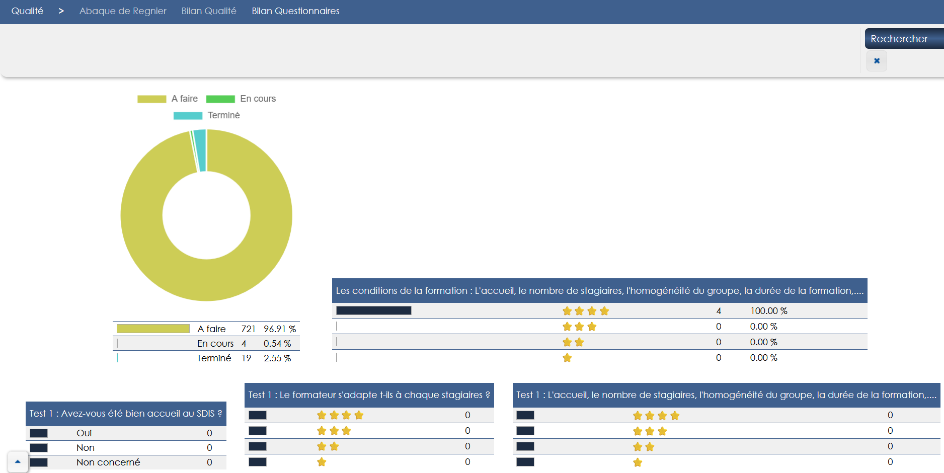 Qualité > Abaque de Regnier Bilan Qualité Bilan Questionnaires
Rechercher
A faire En cours
Terminé
Les conditions de la formation : L'accueil, le nombre de stagiaires, l'homogénéité du groupe, la durée de la formation,....
4 100.00 %
0 0.00 %
0 0.00 %
0 0.00 %
A faire 721 96.91 %
En cours 4 0.54 %
Terminé 19 2.55 %
Test 1 : Avez-vous été bien accueil au SDIS ?
Oui 0
Non 0
Non concerné 0
Test 1 : Le formateur s'adapte t-ils à chaque stagiaires ?
0
0
0
0
Test 1 : L'accueil, le nombre de stagiaires, l'homogénéité du groupe, la durée de la formation,....
0
0
0
0